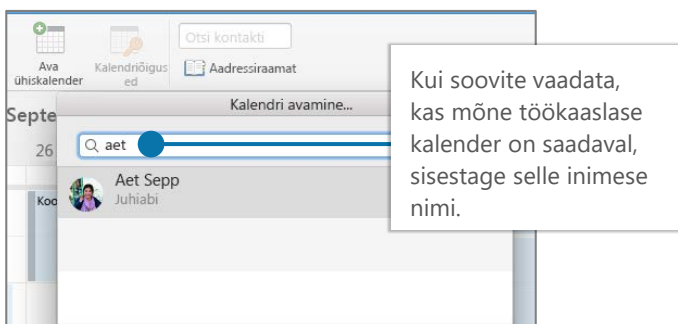 Otsi kontakti
Ava
ühiskalender
Kalendriõigus
ed
Aadressiraamat
Septe
Kalendri avamine...
26
aet
Aet Sepp
Juhiabi
Koo
Kui soovite vaadata,
kas mõne töökaaslase
kalender on saadaval,
sisestage selle inimese
nimi.